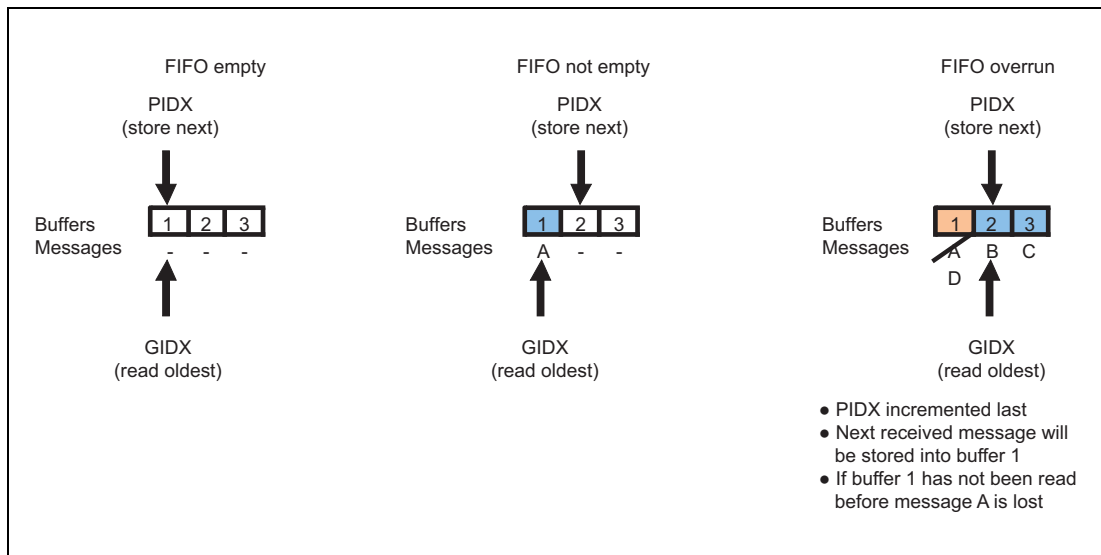 FIFO empty
PIDX
(store next)
Buffers 1 2 3
Messages - - -
GIDX
(read oldest)
FIFO not empty
PIDX
(store next)
Buffers 1 2 3
Messages A - -
GIDX
(read oldest)
FIFO overrun
PIDX
(store next)
Buffers 1 2 3
Messages A B C
D
GIDX
(read oldest)
● PIDX incremented last
● Next received message will
be stored into buffer 1
● If buffer 1 has not been read
before message A is lost